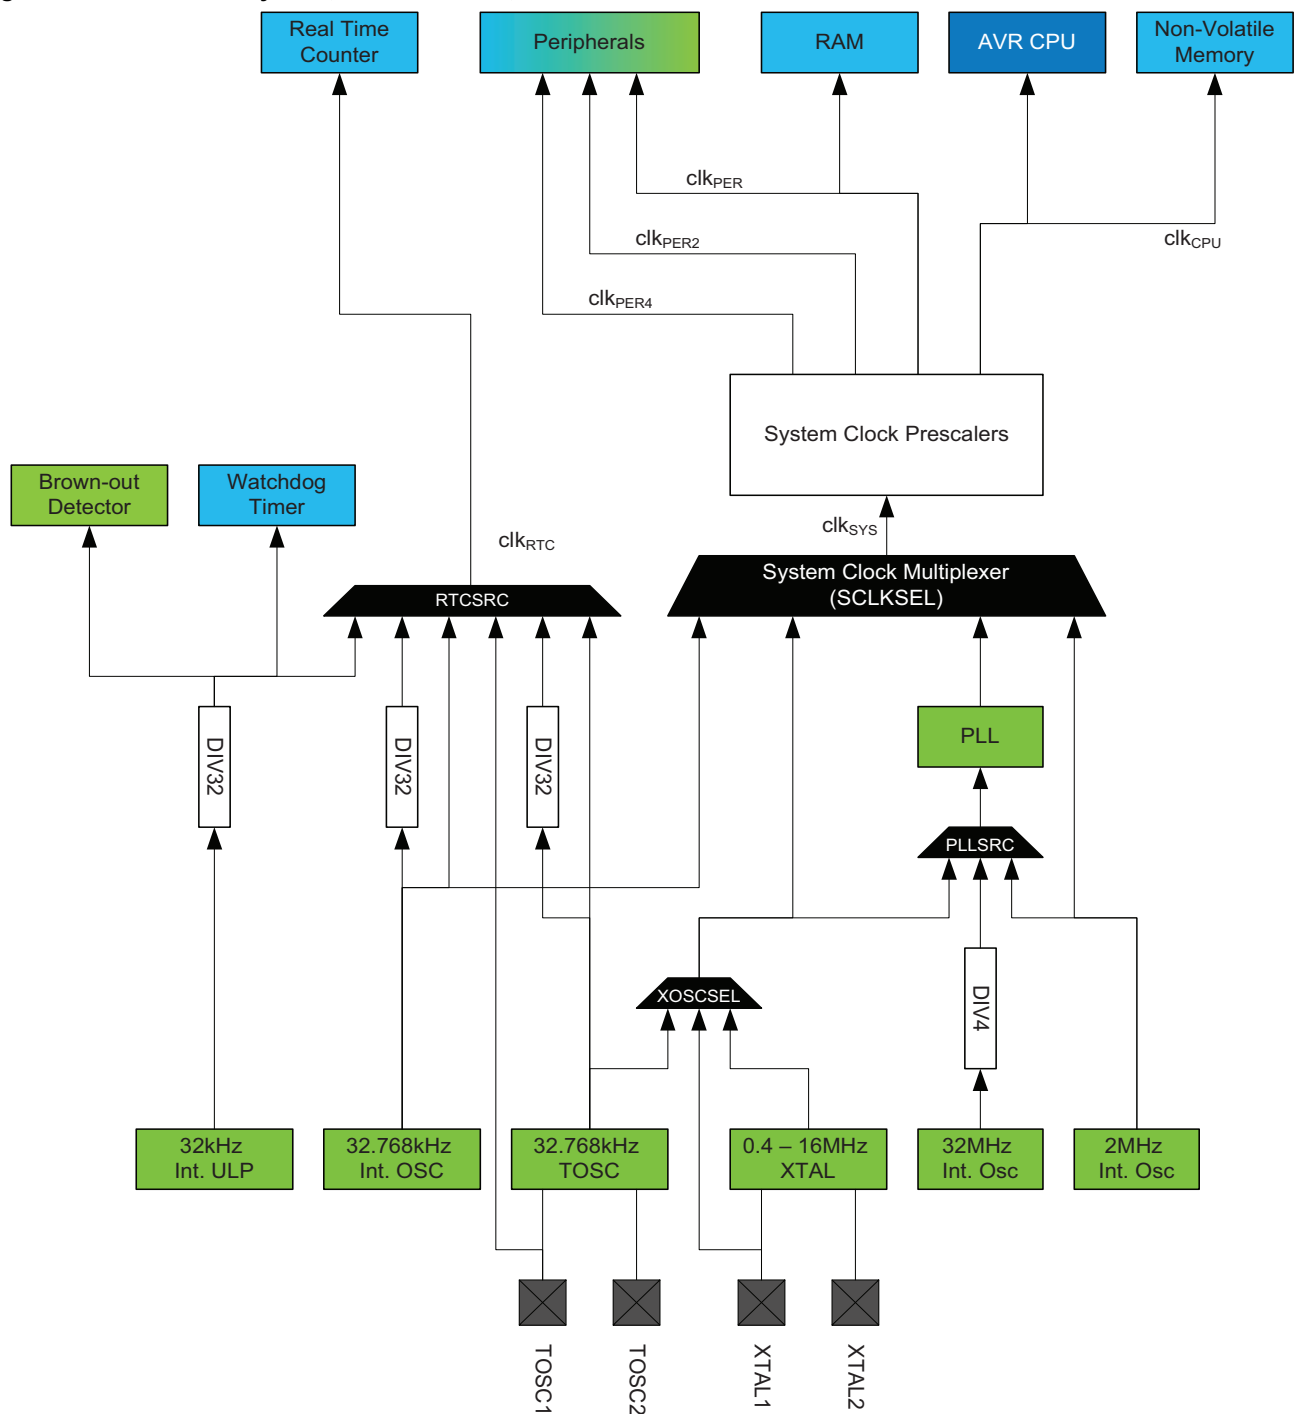 Real Time
Counter
Peripherals
RAM
AVR CPU
Non-Volatile
Memory
clkPER
clkPER2
clkCPU
clkPER4
System Clock Prescalers
Brown-out
Detector
Watchdog
Timer
clkSYS
clkRTC
System Clock Multiplexer
(SCLKSEL)
RTCSRC
DIV32
DIV32
DIV32
PLL
PLLSRC
XOSCSEL
DIV4
32kHz
Int. ULP
32.768kHz
Int. OSC
32.768kHz
TOSC
0.4 – 16MHz
XTAL
32MHz
Int. Osc
2MHz
Int. Osc
TOSC1
TOSC2
XTAL1
XTAL2